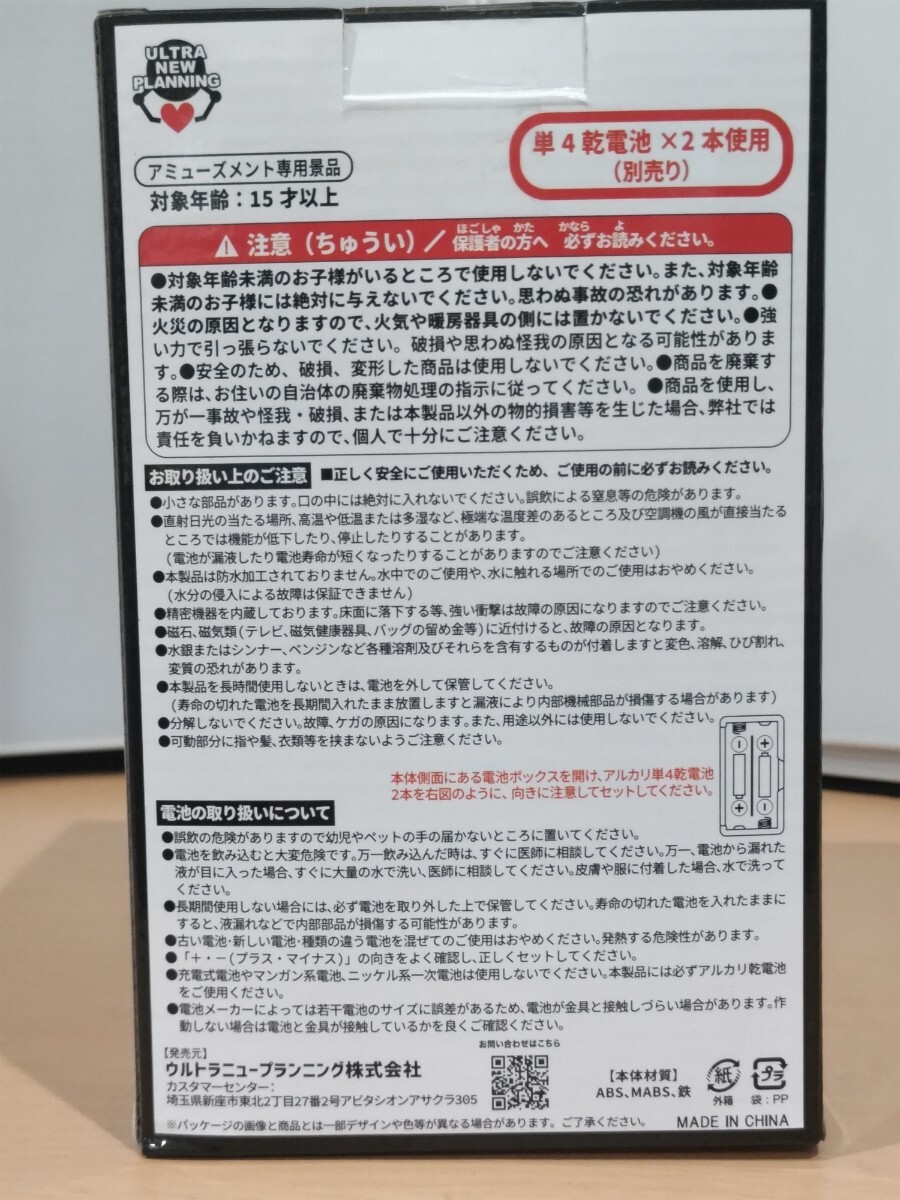 ULTRA
NEW
PLANNING
単4乾電池×2本使用
(別売り)
アミューズメント専用景品
対象年齢：15才以上
注意（ちゅうい）／保護者の方へ 必ずお読みください。
ほごしゃ かた かなら よ
●対象年齢未満のお子様がいるところで使用しないでください。また、対象年齢
未満のお子様には絶対に与えないでください。思わぬ事故の恐れがあります。●
火災の原因となりますので、火気や暖房器具の側には置かないでください。●強
い力で引っ張らないでください。破損や思わぬ怪我の原因となる可能性がありま
す。●安全のため、破損、変形した商品は使用しないでください。●商品を廃棄す
る際は、お住いの自治体の廃棄物処理の指示に従ってください。●商品を使用し、
万が一事故や怪我・破損、または本製品以外の物的損害等を生じた場合、弊社では
責任を負いかねますので、個人で十分にご注意ください。
お取り扱い上のご注意 ■正しく安全にご使用いただくため、ご使用の前に必ずお読みください。
●小さな部品があります。口の中には絶対に入れないでください。誤飲による窒息等の危険があります。
●直射日光の当たる場所、高温や低温または多湿など、極端な温度差のあるところ及び空調機の風が直接当たる
ところでは機能が低下したり、停止したりすることがあります。
(電池が漏液したり電池寿命が短くなったりすることがありますのでご注意ください)
●本製品は防水加工されておりません。水中でのご使用や、水に触れる場所でのご使用はおやめください。
(水分の侵入による故障は保証できません)
●精密機器を内蔵しております。床面に落下する等、強い衝撃は故障の原因になりますのでご注意ください。
●磁石、磁気類(テレビ、磁気健康器具、バッグの留め金等)に近付けると、故障の原因となります。
●水銀またはシンナー、ベンジンなど各種溶剤及びそれらを含有するものが付着しますと変色、溶解、ひび割れ、
変質の恐れがあります。
●本製品を長時間使用しないときは、電池を外して保管してください。
(寿命の切れた電池を長期間入れたまま放置しますと漏液により内部機械部品が損傷する場合があります)
●分解しないでください。故障、ケガの原因になります。また、用途以外には使用しないでください。
●可動部分に指や髪、衣類等を挟まないようご注意ください。
本体側面にある電池ボックスを開け、アルカリ単4乾電池
2本を右図のように、向きに注意してセットしてください。
電池の取り扱いについて
●誤飲の危険がありますので幼児やペットの手の届かないところに置いてください。
●電池を飲み込むと大変危険です。万一飲み込んだ時は、すぐに医師に相談してください。万一、電池から漏れた
液が目に入った場合、すぐに大量の水で洗い、医師に相談してください。皮膚や服に付着した場合、水で洗って
ください。
●長期間使用しない場合には、必ず電池を取り外した上で保管してください。寿命の切れた電池を入れたままに
すると、液漏れなどで内部部品が損傷する可能性があります。
●古い電池・新しい電池・種類の違う電池を混ぜてのご使用はおやめください。発熱する危険性があります。
●「＋・－(プラス・マイナス)」の向きをよく確認し、正しくセットしてください。
●充電式電池やマンガン系電池、ニッケル系一次電池は使用しないでください。本製品には必ずアルカリ乾電池
をご使用ください。
●電池メーカーによっては若干電池のサイズに誤差があるため、電池が金具と接触しづらい場合があります。作
動しない場合は電池と金具が接触しているかを良くご確認ください。
お問い合わせはこちら
【発売元】
ウルトラニュープランニング株式会社
カスタマーセンター：
埼玉県新座市東北2丁目27番2号アビタシオンアサクラ305
【本体材質】
ABS、MABS、鉄
紙
外箱
プラ
袋：PP
※パッケージの画像と商品とは一部デザインや色等が異なる場合があります。ご了承ください。
MADE IN CHINA